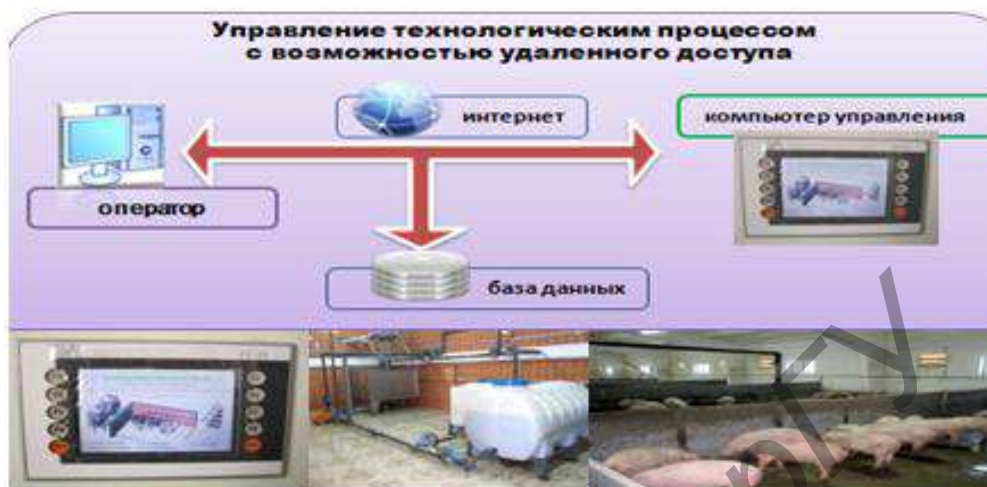 Управление технологическим процессом
с возможностью удаленного доступа
интернет
компьютер управления
оператор
база данных